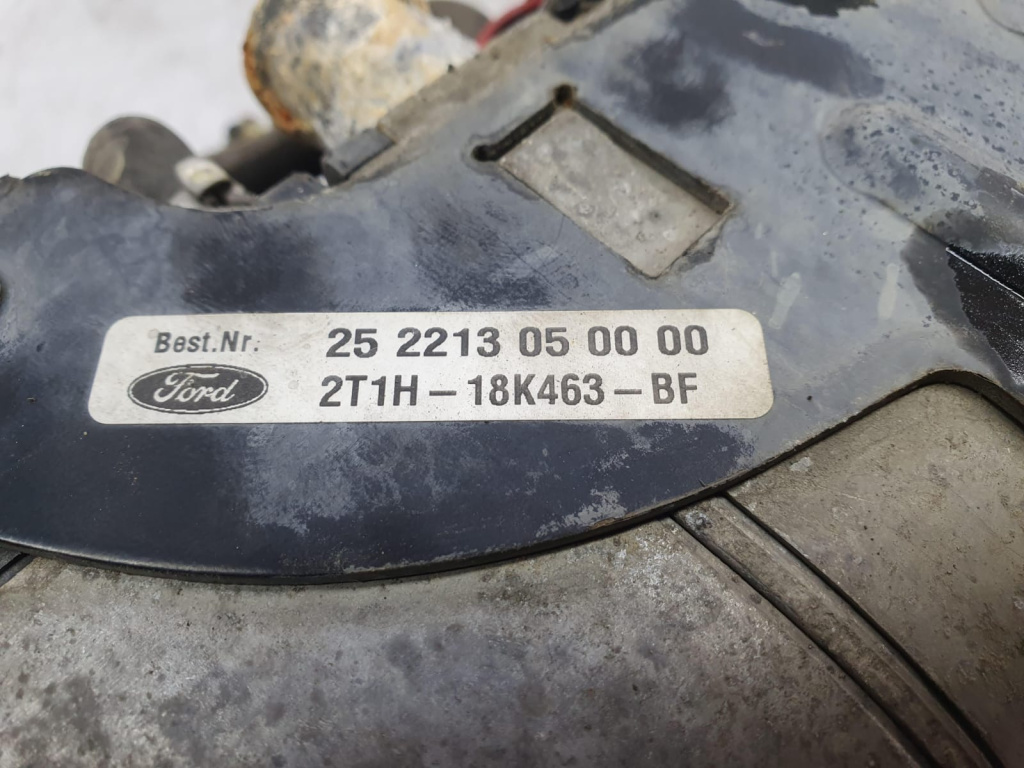 Best.Nr. 25 2213 05 00 00
Ford 2T1H-18K463-BF